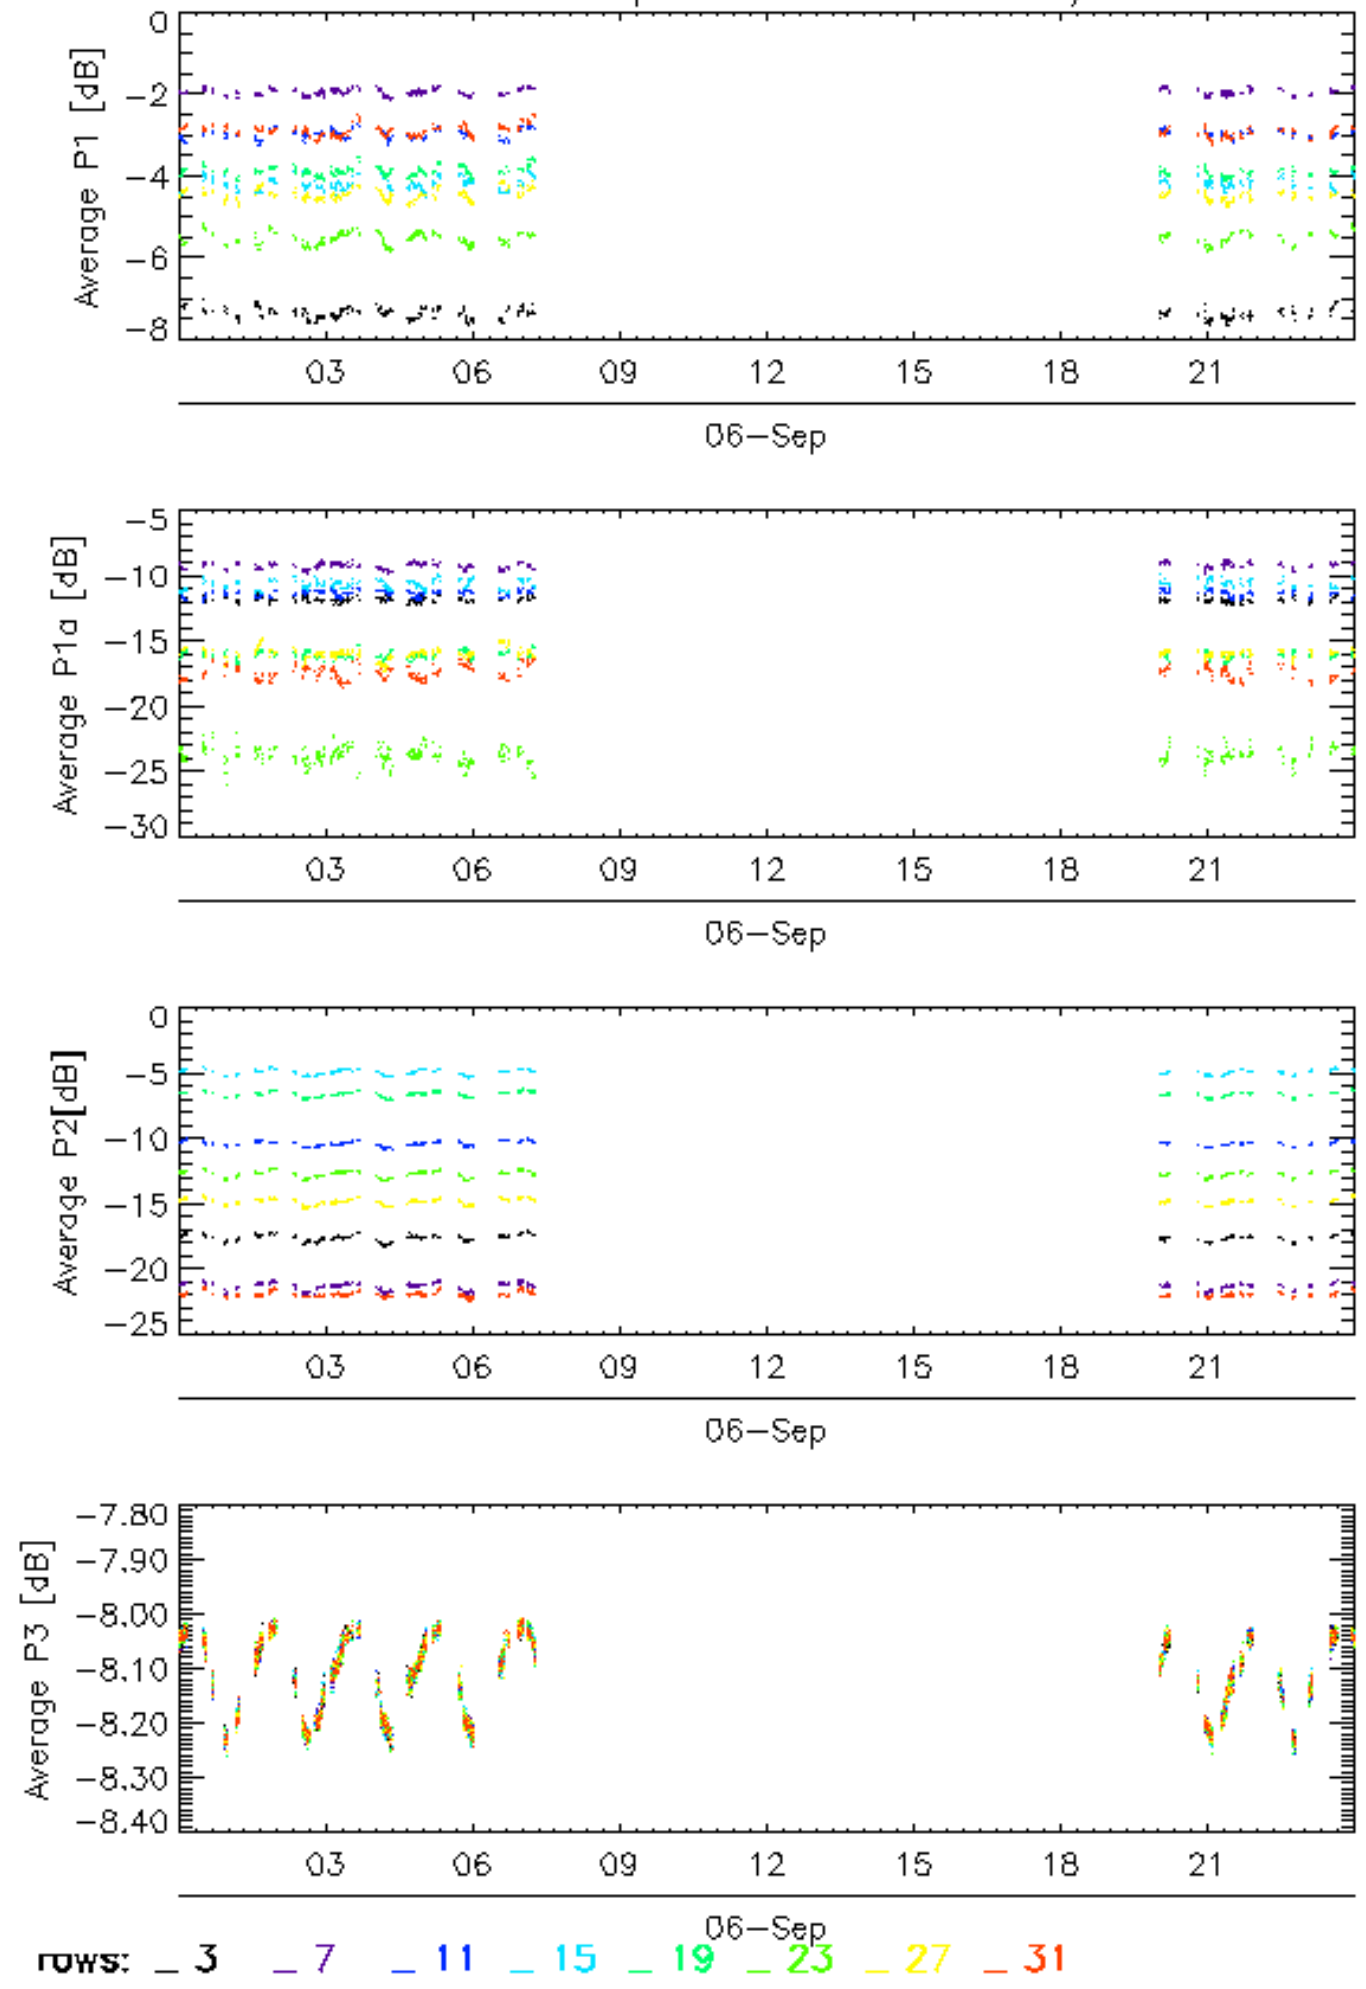 0
-2
-4
-6
-8
Average P1 [dB]
03 06 09 12 15 18 21
06-Sep
-5
-10
-15
-20
-25
-30
Average P1a [dB]
03 06 09 12 15 18 21
06-Sep
0
-5
-10
-15
-20
-25
Average P2[dB]
03 06 09 12 15 18 21
06-Sep
-7.80
-7.90
-8.00
-8.10
-8.20
-8.30
-8.40
Average P3 [dB]
03 06 09 12 15 18 21
06-Sep
rows: _ 3 _ 7 _ 11 _ 15 _ 19 _ 23 _ 27 _ 31